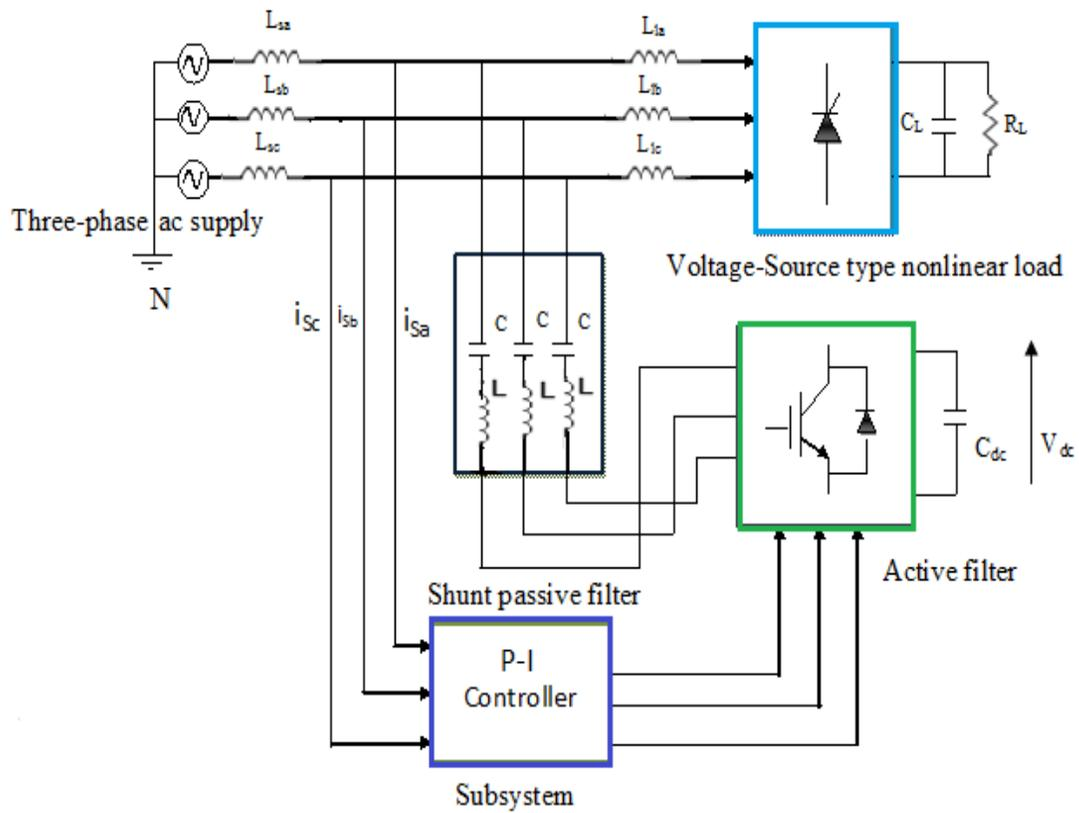 Lsa
Lsb
Lsc
L1a
L1b
L1c
CL
RL
Three-phase ac supply
N
Voltage-Source type nonlinear load
iSc
iSb
iSa
C
C
C
L
L
L
Cdc
Vdc
Active filter
Shunt passive filter
P-I
Controller
Subsystem